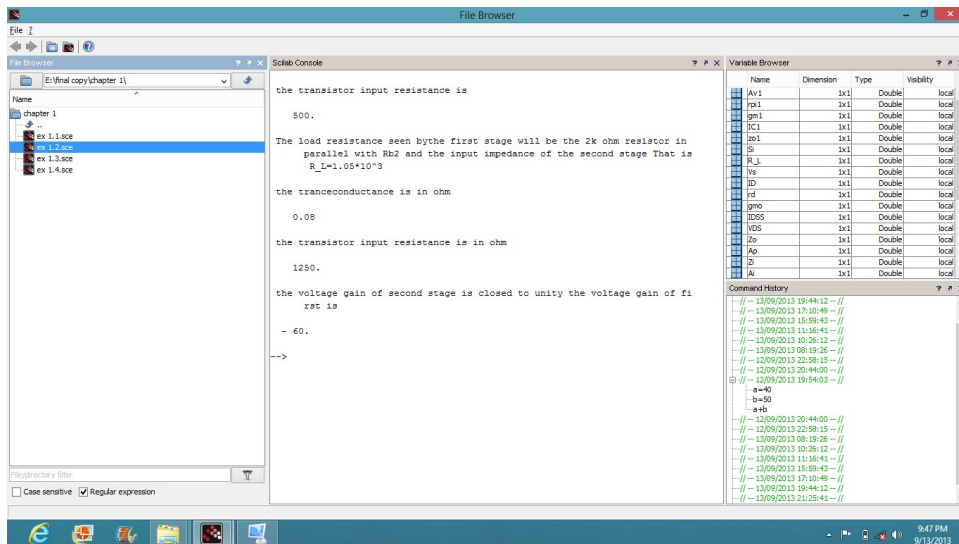 File Browser
File ?
File Browser
E:\final copy\chapter 1\
Name
chapter 1
..
ex 1.1.sce
ex 1.2.sce
ex 1.3.sce
ex 1.4.sce
File/directory filter
Case sensitive
Regular expression
Scilab Console
the transistor input resistance is
500.
The load resistance seen bythe first stage will be the 2k ohm resistor in
parallel with Rb2 and the input impedance of the second stage That is
R_L=1.05*10^3
the tranceconductance is in ohm
0.08
the transistor input resistance is in ohm
1250.
the voltage gain of second stage is closed to unity the voltage gain of fi
rst is
- 60.
-->
Variable Browser
Name Dimension Type Visibility
Av1 1x1 Double local
rpi1 1x1 Double local
gm1 1x1 Double local
IC1 1x1 Double local
zo1 1x1 Double local
Si 1x1 Double local
R_L 1x1 Double local
Vs 1x1 Double local
ID 1x1 Double local
rd 1x1 Double local
gmo 1x1 Double local
IDSS 1x1 Double local
VDS 1x1 Double local
Zo 1x1 Double local
Ap 1x1 Double local
Zi 1x1 Double local
Ai 1x1 Double local
Command History
// -- 13/09/2013 19:44:12 -- //
// -- 13/09/2013 17:10:49 -- //
// -- 13/09/2013 15:59:43 -- //
// -- 13/09/2013 11:16:41 -- //
// -- 13/09/2013 10:26:12 -- //
// -- 13/09/2013 08:19:26 -- //
// -- 12/09/2013 22:58:15 -- //
// -- 12/09/2013 20:44:00 -- //
// -- 12/09/2013 19:54:03 -- //
a=40
b=50
a+b
// -- 12/09/2013 20:44:00 -- //
// -- 12/09/2013 22:58:15 -- //
// -- 13/09/2013 08:19:26 -- //
// -- 13/09/2013 10:26:12 -- //
// -- 13/09/2013 11:16:41 -- //
// -- 13/09/2013 15:59:43 -- //
// -- 13/09/2013 17:10:49 -- //
// -- 13/09/2013 19:44:12 -- //
// -- 13/09/2013 21:25:41 -- //
9:47 PM
9/13/2013